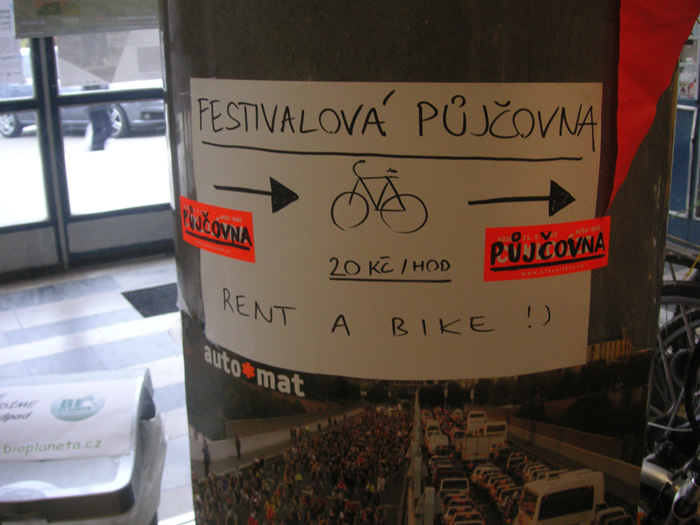 FESTIVALOVÁ PŮJČOVNA
PŮJČOVNA
PŮJČOVNA
20 KČ / HOD
RENT A BIKE !)
auto*mat
bioplaneta.cz